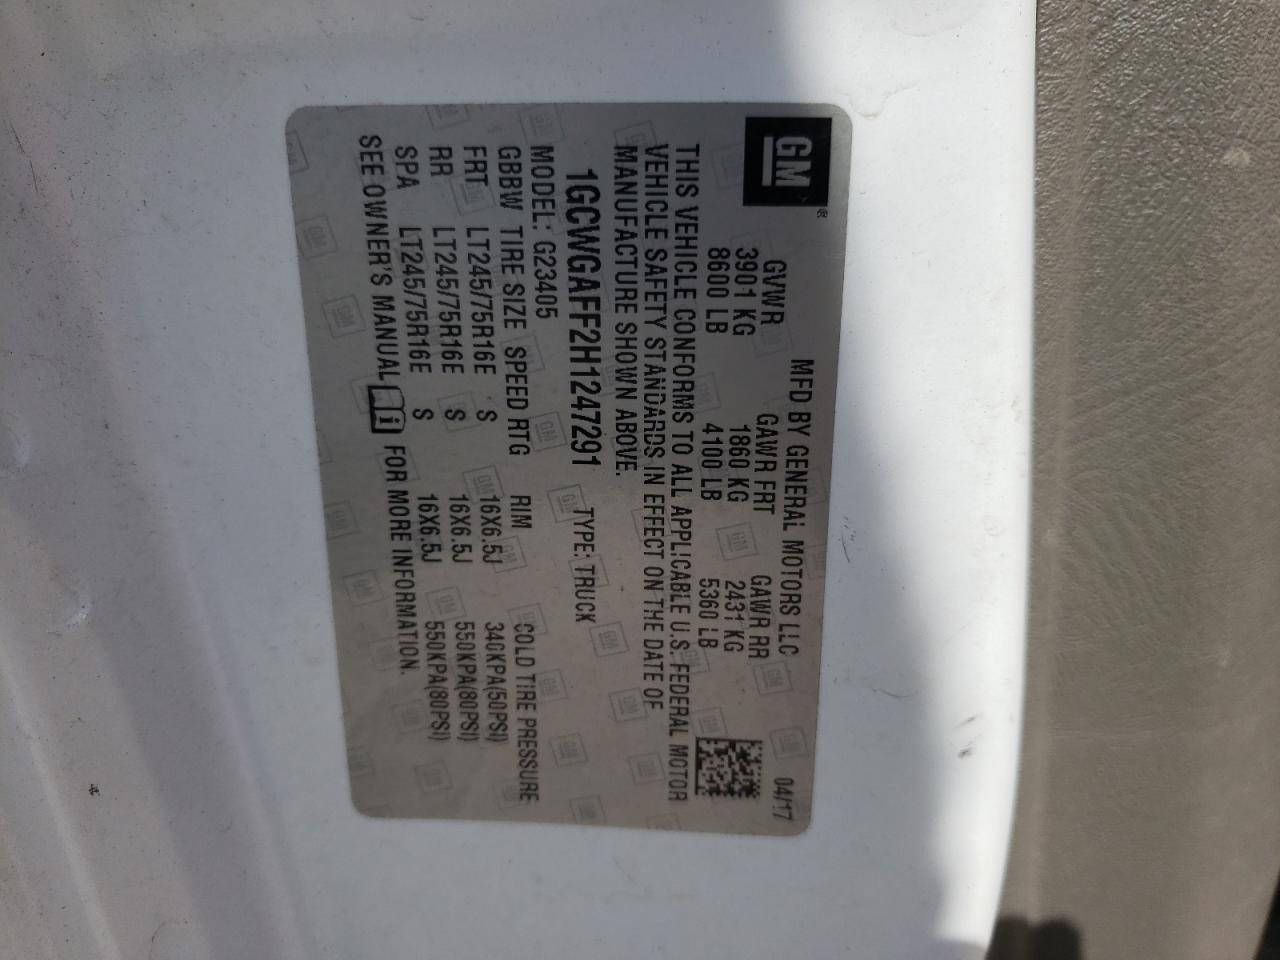 GM
MFD BY GENERAL MOTORS LLC 04/17
GVWR GAWR FRT GAWR RR
3901 KG 1860 KG 2431 KG
8600 LB 4100 LB 5360 LB
THIS VEHICLE CONFORMS TO ALL APPLICABLE U.S. FEDERAL MOTOR
VEHICLE SAFETY STANDARDS IN EFFECT ON THE DATE OF
MANUFACTURE SHOWN ABOVE.
1GCWGAFF2H1247291 TYPE: TRUCK
MODEL: G23405
GBBW TIRE SIZE SPEED RTG RIM COLD TIRE PRESSURE
FRT LT245/75R16E S 16X6.5J 340KPA(50PSI)
RR LT245/75R16E S 16X6.5J 550KPA(80PSI)
SPA LT245/75R16E S 16X6.5J 550KPA(80PSI)
SEE OWNER'S MANUAL FOR MORE INFORMATION.